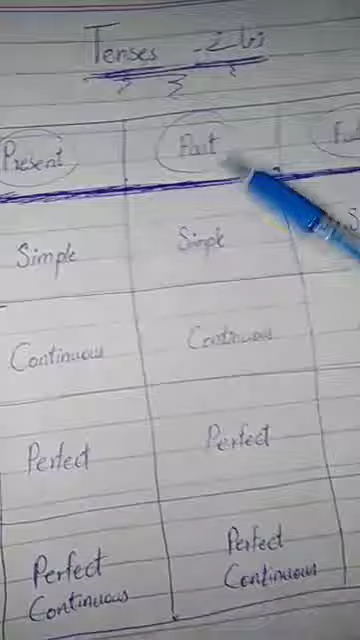 Tenses
Present Past
Simple Simple
Continuous Continuous
Perfect Perfect
Perfect Continuous Perfect Continuous